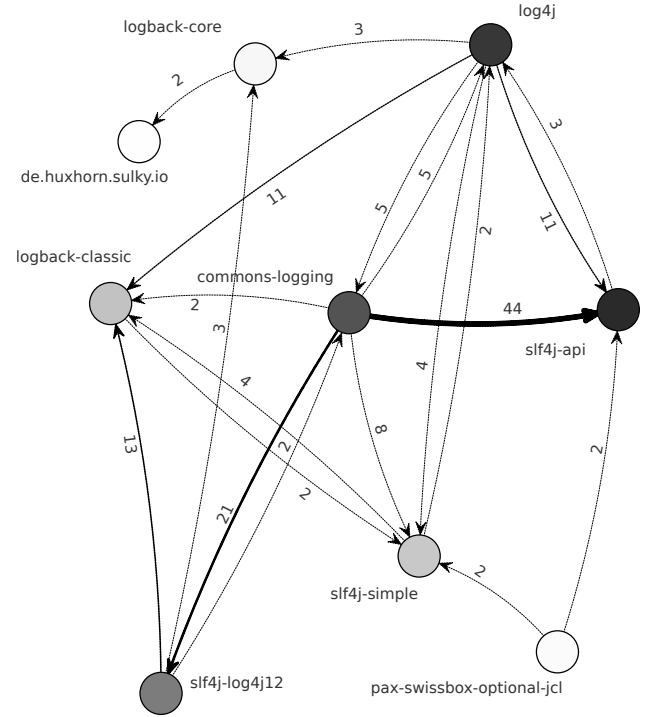 log4j
logback-core
3
2
de.huxhorn.sulky.io
3
11
5
5
11
2
logback-classic
commons-logging
2
44
3
slf4j-api
4
4
8
13
2
2
2
21
2
slf4j-simple
slf4j-log4j12
pax-swissbox-optional-jcl